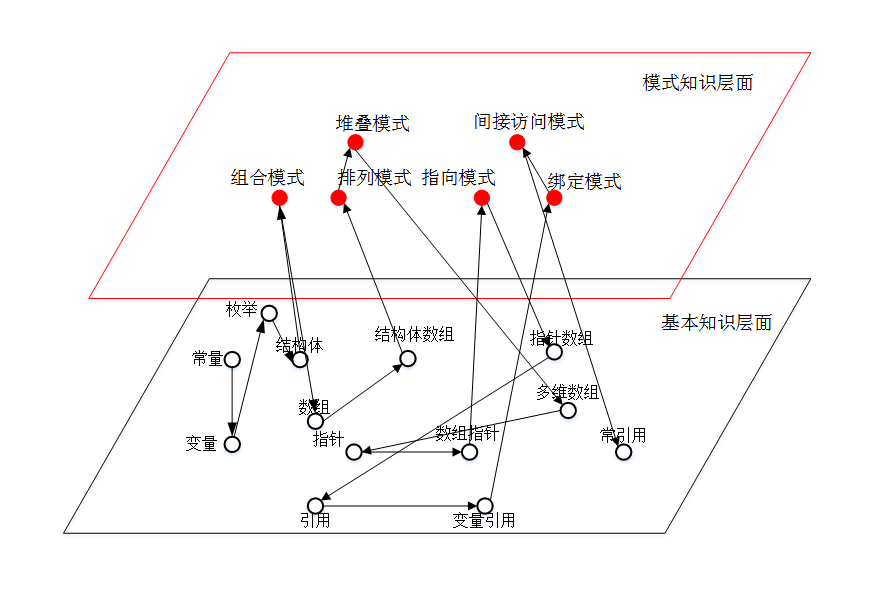 模式知识层面
堆叠模式
间接访问模式
组合模式
排列模式
指向模式
绑定模式
枚举
基本知识层面
结构体
结构体数组
指针数组
常量
多维数组
数组
变量
指针
数组指针
常引用
引用
变量引用